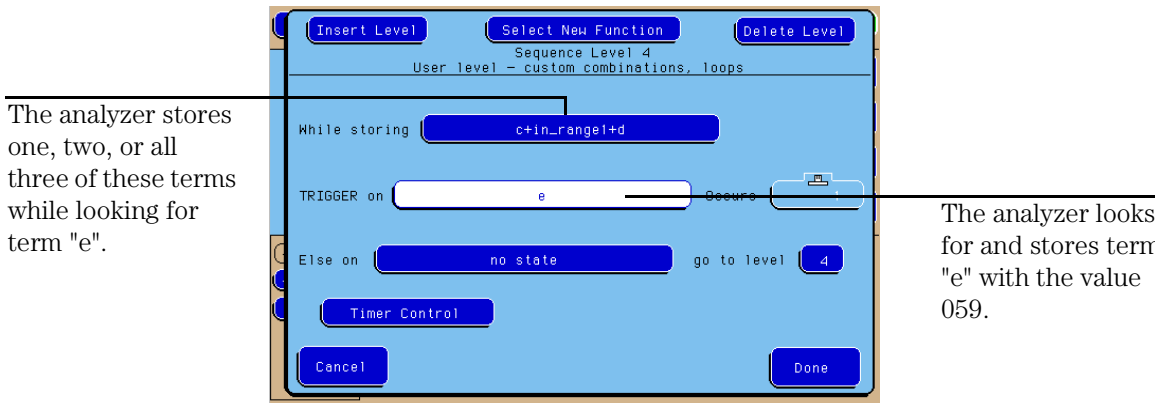 Insert Level
Select New Function
Delete Level
Sequence Level 4
User level – custom combinations, loops
The analyzer stores
one, two, or all
three of these terms
while looking for
term "e".
While storing c+in_range1+d
TRIGGER on e Occurs 1
The analyzer looks
for and stores term
"e" with the value
059.
Else on no state go to level 4
Timer Control
Cancel
Done